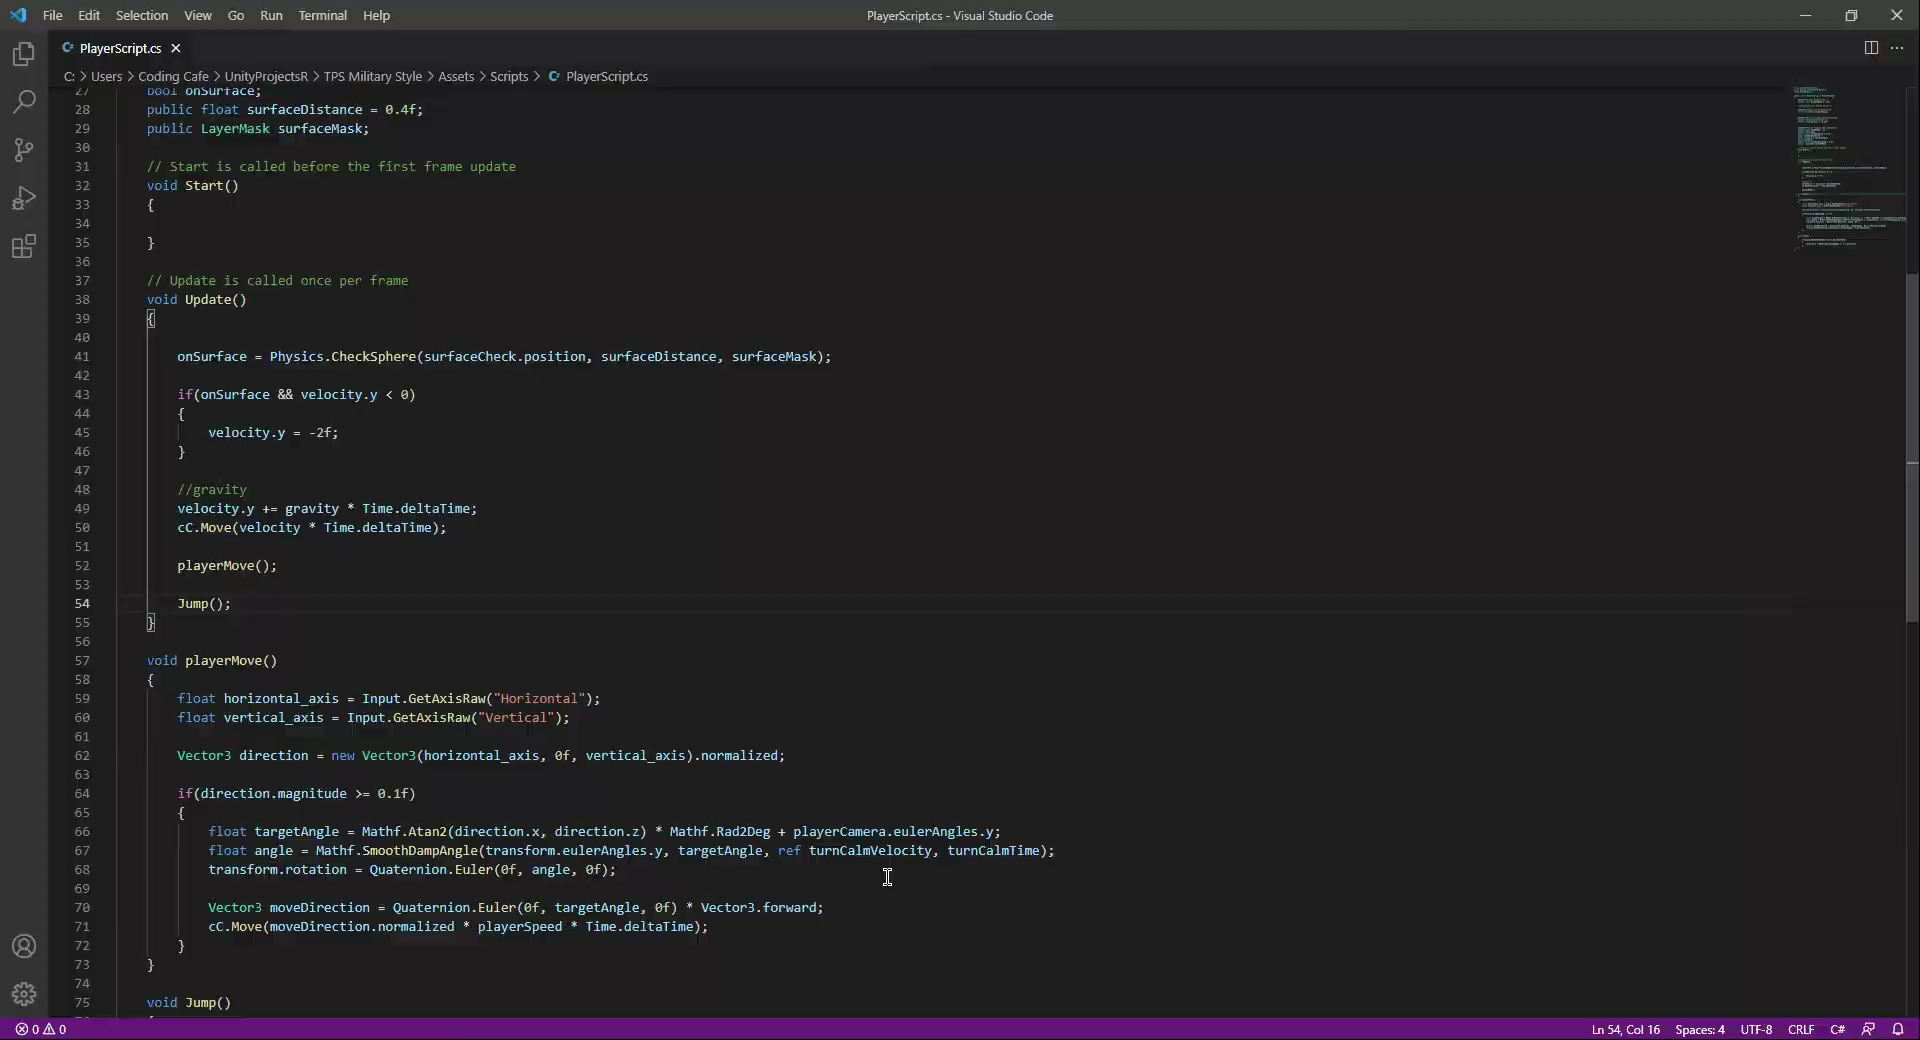 File Edit Selection View Go Run Terminal Help PlayerScript.cs - Visual Studio Code
PlayerScript.cs
C: > Users > Coding Cafe > UnityProjectsR > TPS Military Style > Assets > Scripts > PlayerScript.cs
27 bool onSurface;
28 public float surfaceDistance = 0.4f;
29 public LayerMask surfaceMask;
30
31 // Start is called before the first frame update
32 void Start()
33 {
34
35 }
36
37 // Update is called once per frame
38 void Update()
39 {
40
41 onSurface = Physics.CheckSphere(surfaceCheck.position, surfaceDistance, surfaceMask);
42
43 if(onSurface && velocity.y < 0)
44 {
45 velocity.y = -2f;
46 }
47
48 //gravity
49 velocity.y += gravity * Time.deltaTime;
50 cC.Move(velocity * Time.deltaTime);
51
52 playerMove();
53
54 Jump();
55 }
56
57 void playerMove()
58 {
59 float horizontal_axis = Input.GetAxisRaw("Horizontal");
60 float vertical_axis = Input.GetAxisRaw("Vertical");
61
62 Vector3 direction = new Vector3(horizontal_axis, 0f, vertical_axis).normalized;
63
64 if(direction.magnitude >= 0.1f)
65 {
66 float targetAngle = Mathf.Atan2(direction.x, direction.z) * Mathf.Rad2Deg + playerCamera.eulerAngles.y;
67 float angle = Mathf.SmoothDampAngle(transform.eulerAngles.y, targetAngle, ref turnCalmVelocity, turnCalmTime);
68 transform.rotation = Quaternion.Euler(0f, angle, 0f);
69
70 Vector3 moveDirection = Quaternion.Euler(0f, targetAngle, 0f) * Vector3.forward;
71 cC.Move(moveDirection.normalized * playerSpeed * Time.deltaTime);
72 }
73 }
74
75 void Jump()
0 0 Ln 54, Col 16 Spaces: 4 UTF-8 CRLF C#